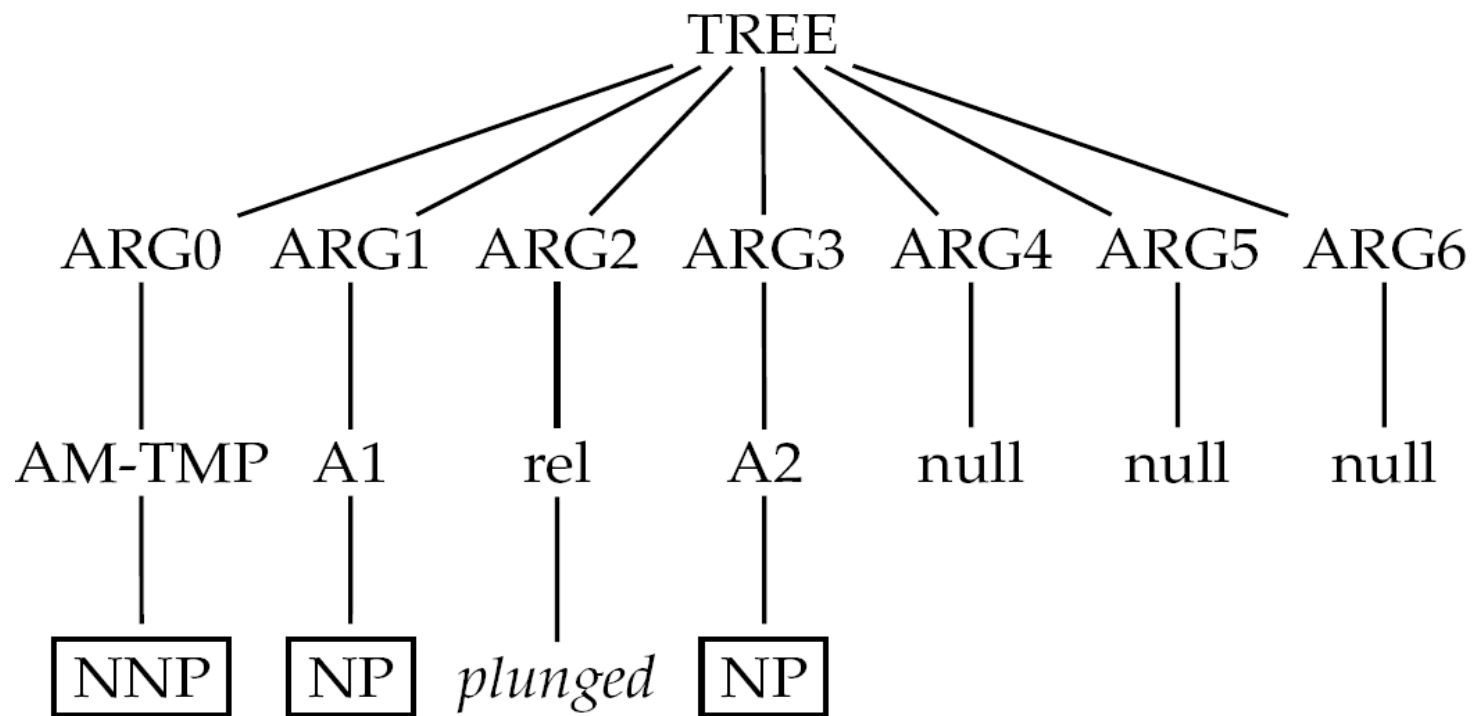 TREE
ARG0 ARG1 ARG2 ARG3 ARG4 ARG5 ARG6
AM-TMP A1 rel A2 null null null
NNP NP plunged NP